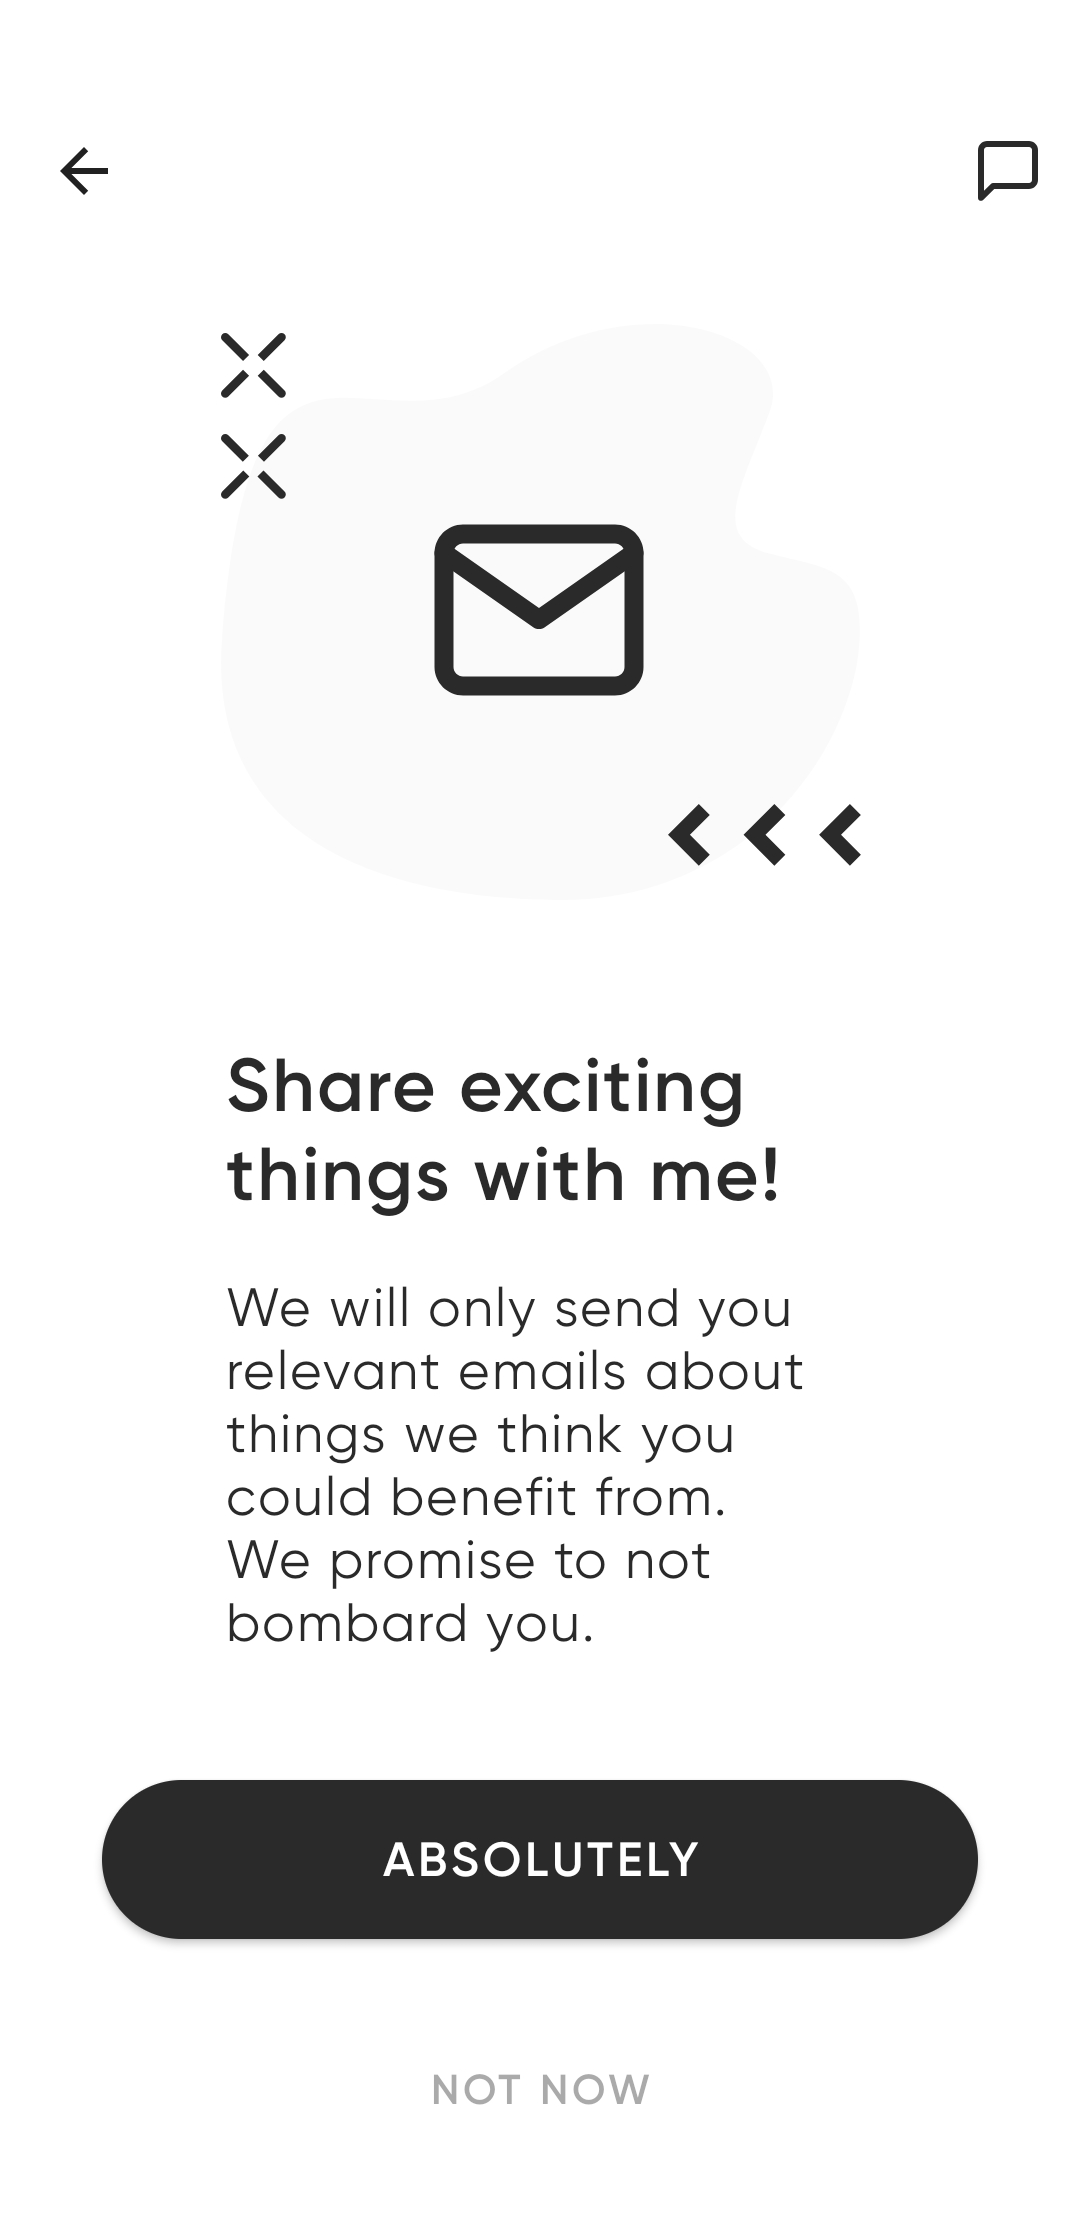 Share exciting
things with me!
We will only send you
relevant emails about
things we think you
could benefit from.
We promise to not
bombard you.
ABSOLUTELY
NOT NOW